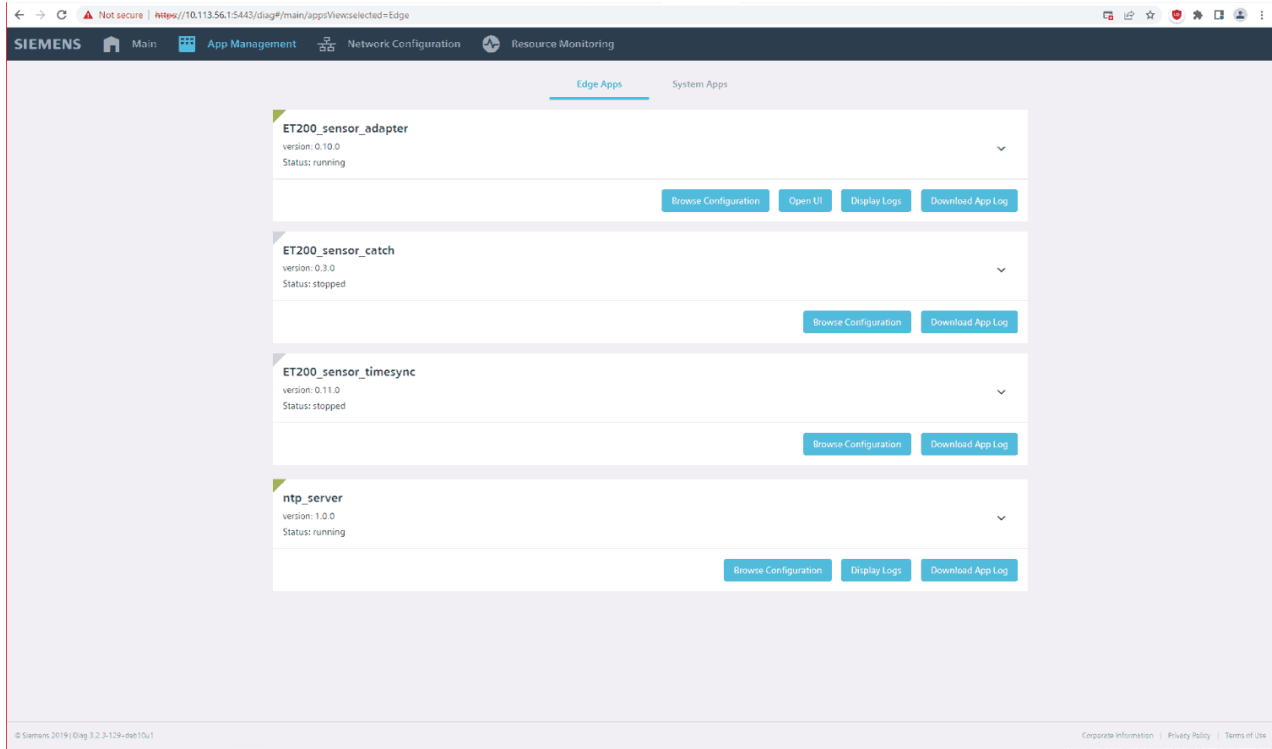 Not secure | https://10.113.56.1:5443/diag#/main/appsView:selected=Edge
SIEMENS Main App Management Network Configuration Resource Monitoring
Edge Apps System Apps
ET200_sensor_adapter
version: 0.10.0
Status: running
Browse Configuration Open UI Display Logs Download App Log
ET200_sensor_catch
version: 0.3.0
Status: stopped
Browse Configuration Download App Log
ET200_sensor_timesync
version: 0.11.0
Status: stopped
Browse Configuration Download App Log
ntp_server
version: 1.0.0
Status: running
Browse Configuration Display Logs Download App Log
© Siemens 2019 | Diag 3.2.3-129+deb10u1 Corporate Information | Privacy Policy | Terms of Use